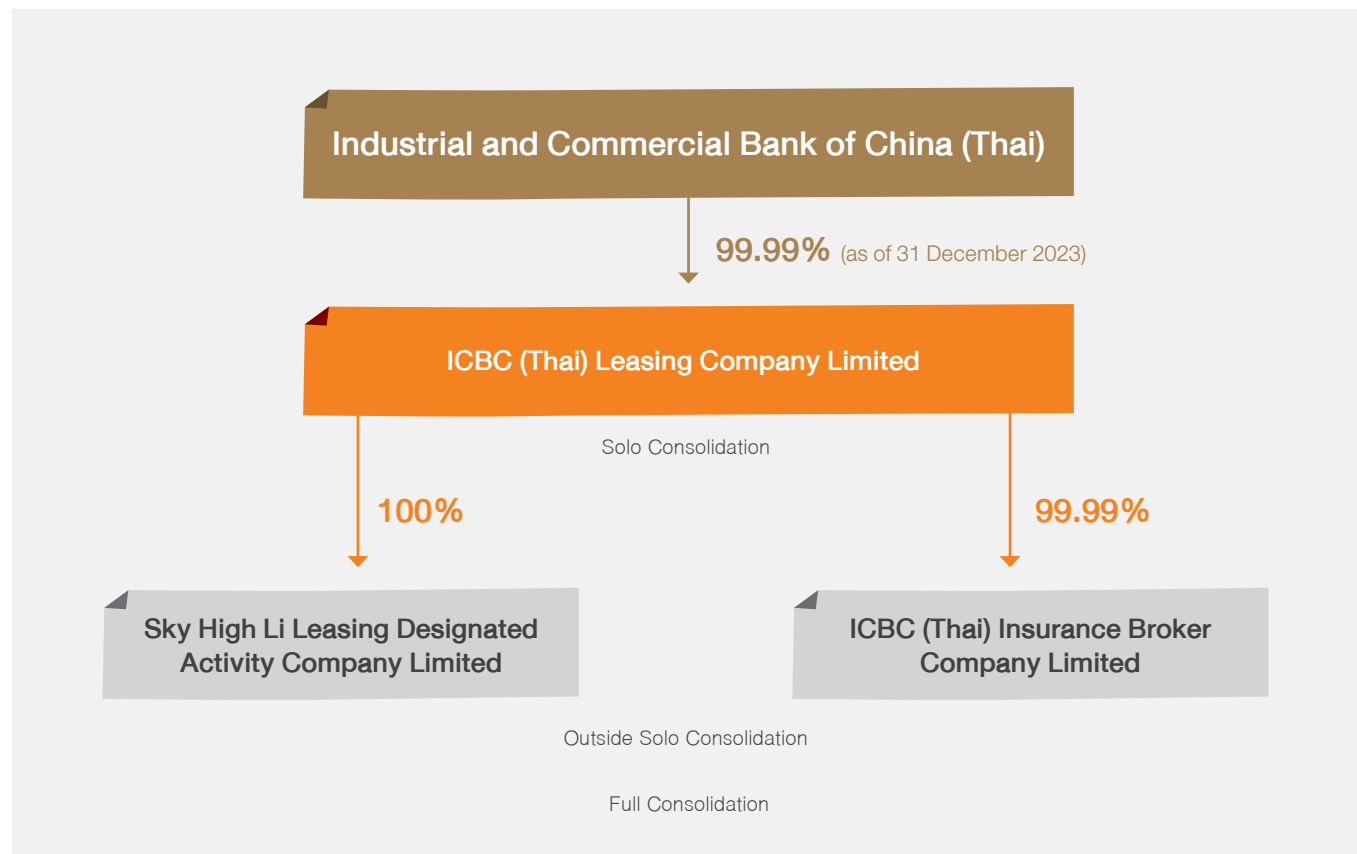 Industrial and Commercial Bank of China (Thai)
99.99% (as of 31 December 2023)
ICBC (Thai) Leasing Company Limited
Solo Consolidation
100%
99.99%
Sky High Li Leasing Designated
Activity Company Limited
ICBC (Thai) Insurance Broker
Company Limited
Outside Solo Consolidation
Full Consolidation